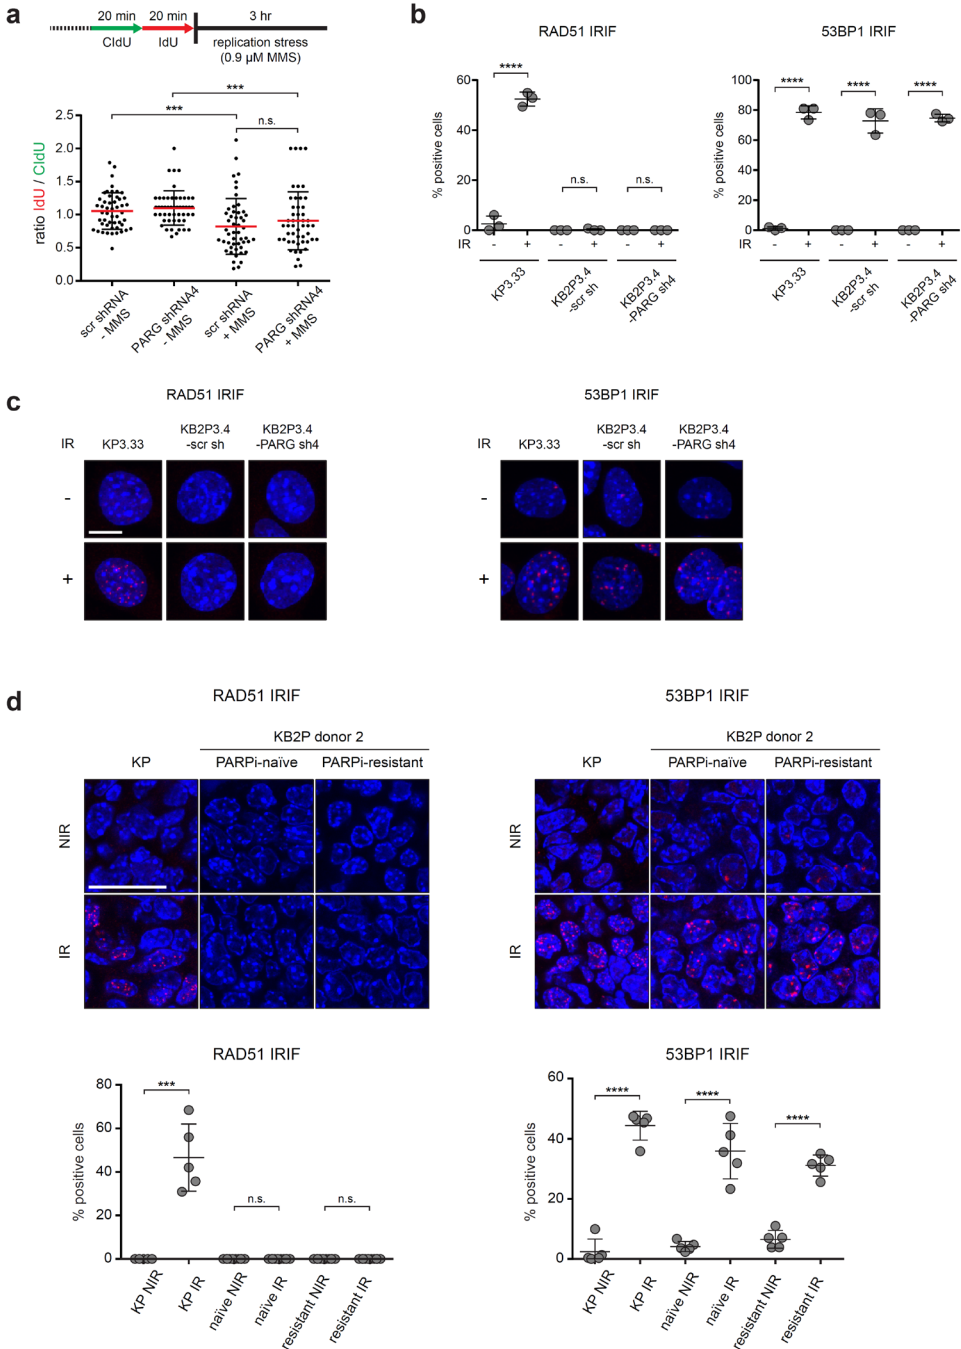 a
20 min 20 min 3 hr
CldU IdU replication stress
(0.9 µM MMS)
ratio IdU / CldU
2.5
2.0
1.5
1.0
0.5
0.0
***
***
n.s.
scr shRNA
- MMS
PARG shRNA4
- MMS
scr shRNA
+ MMS
PARG shRNA4
+ MMS
b
RAD51 IRIF
% positive cells
60
40
20
0
****
n.s.
n.s.
IR - + - + - +
KP3.33
KB2P3.4
-scr sh
KB2P3.4
-PARG sh4
53BP1 IRIF
% positive cells
100
80
60
40
20
0
****
****
****
IR - + - + - +
KP3.33
KB2P3.4
-scr sh
KB2P3.4
-PARG sh4
c
RAD51 IRIF
IR KP3.33 KB2P3.4
-scr sh
KB2P3.4
-PARG sh4
-
+
53BP1 IRIF
IR KP3.33 KB2P3.4
-scr sh
KB2P3.4
-PARG sh4
-
+
d
RAD51 IRIF
KB2P donor 2
KP PARPi-naïve PARPi-resistant
NIR
IR
53BP1 IRIF
KB2P donor 2
KP PARPi-naïve PARPi-resistant
NIR
IR
RAD51 IRIF
% positive cells
80
60
40
20
0
***
n.s.
n.s.
KP NIR
KP IR
naïve NIR
naïve IR
resistant NIR
resistant IR
53BP1 IRIF
% positive cells
60
40
20
0
****
****
****
KP NIR
KP IR
naïve NIR
naïve IR
resistant NIR
resistant IR